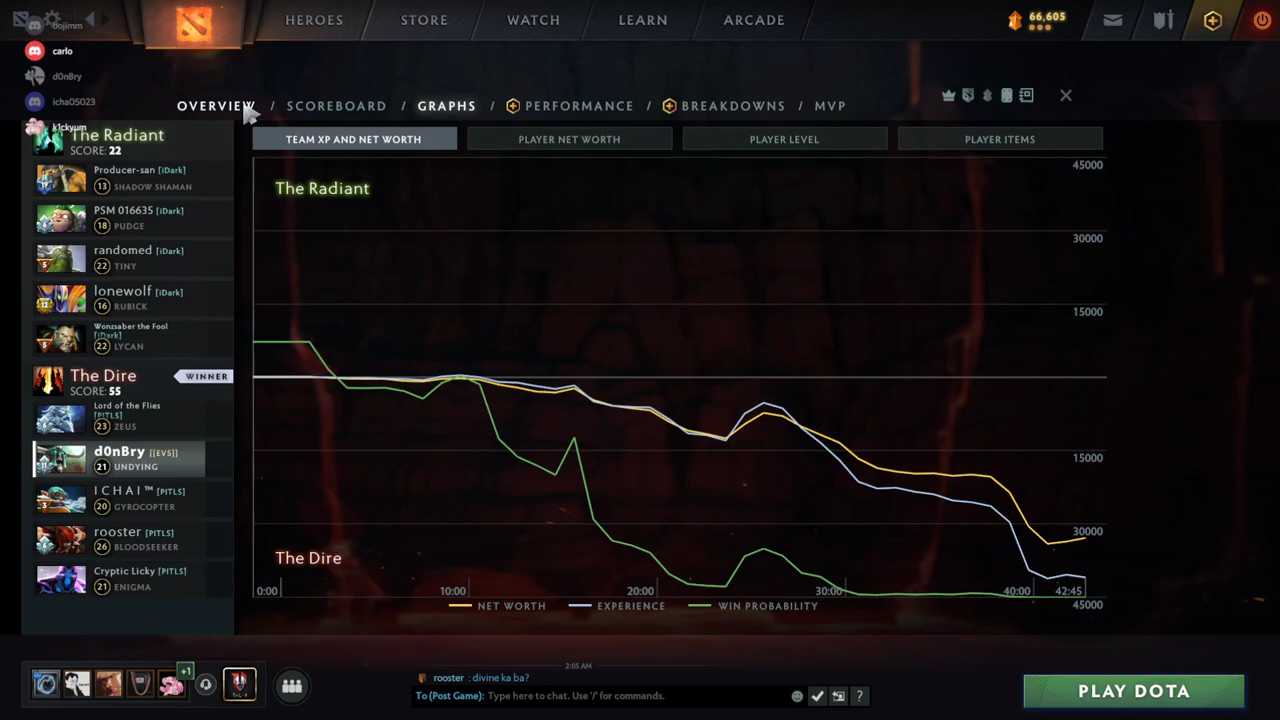 bojimm
carlo
d0nBry
icha05023
k1ckyum
HEROES
STORE
WATCH
LEARN
ARCADE
66,605
OVERVIEW / SCOREBOARD / GRAPHS / PERFORMANCE / BREAKDOWNS / MVP
TEAM XP AND NET WORTH
PLAYER NET WORTH
PLAYER LEVEL
PLAYER ITEMS
The Radiant
SCORE: 22
Producer-san [iDark]
13 SHADOW SHAMAN
PSM 016635 [iDark]
18 PUDGE
randomed [iDark]
22 TINY
lonewolf [iDark]
16 RUBICK
Wonzsaber the Fool
[iDark]
22 LYCAN
The Dire
WINNER
SCORE: 55
Lord of the Flies
[PITLS]
23 ZEUS
d0nBry [[EV5]]
21 UNDYING
I C H A I ™ [PITLS]
20 GYROCOPTER
rooster [PITLS]
26 BLOODSEEKER
Cryptic Licky [PITLS]
21 ENIGMA
The Radiant
45000
30000
15000
15000
30000
45000
The Dire
0:00
10:00
20:00
30:00
40:00
42:45
NET WORTH
EXPERIENCE
WIN PROBABILITY
+1
2:05 AM
rooster : divine ka ba?
To (Post Game): Type here to chat. Use '/' for commands.
?
PLAY DOTA